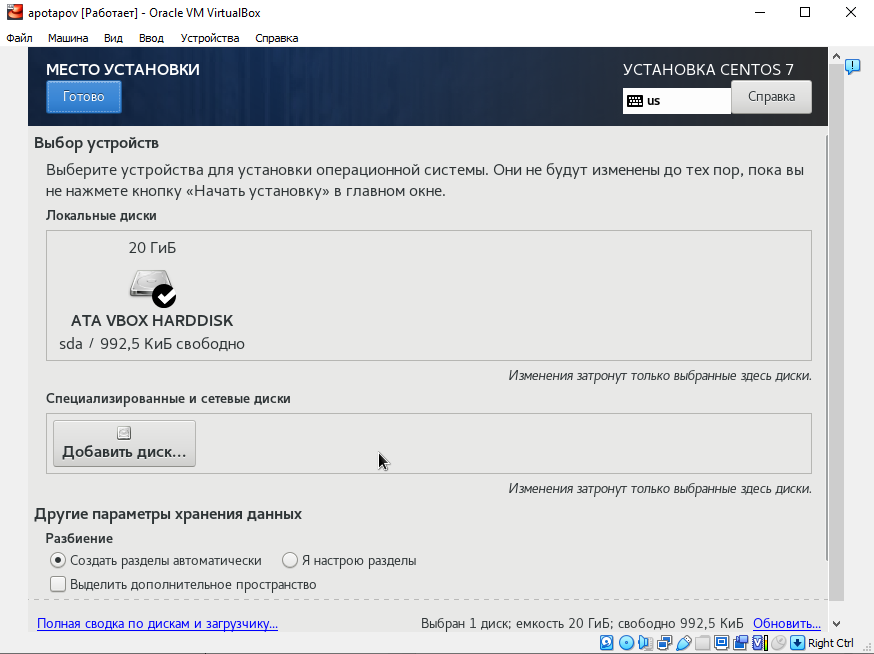 apotapov [Работает] - Oracle VM VirtualBox
Файл Машина Вид Ввод Устройства Справка
МЕСТО УСТАНОВКИ
УСТАНОВКА CENTOS 7
Готово
us
Справка
Выбор устройств
Выберите устройства для установки операционной системы. Они не будут изменены до тех пор, пока вы
не нажмете кнопку «Начать установку» в главном окне.
Локальные диски
20 ГиБ
ATA VBOX HARDDISK
sda / 992,5 КиБ свободно
Изменения затронут только выбранные здесь диски.
Специализированные и сетевые диски
Добавить диск...
Изменения затронут только выбранные здесь диски.
Другие параметры хранения данных
Разбиение
Создать разделы автоматически Я настрою разделы
Выделить дополнительное пространство
Полная сводка по дискам и загрузчику... Выбран 1 диск; емкость 20 ГиБ; свободно 992,5 КиБ Обновить...
Right Ctrl